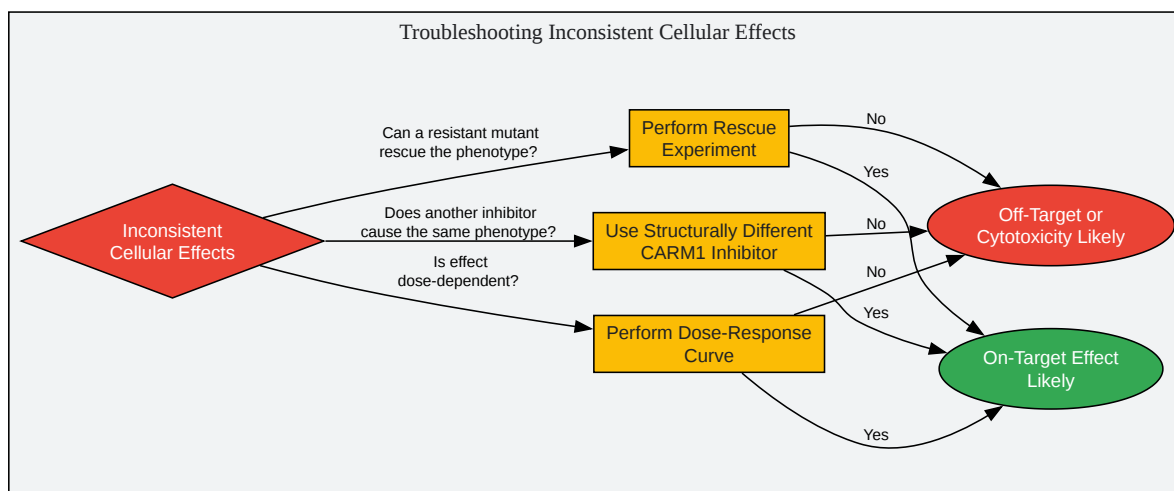 Troubleshooting Inconsistent Cellular Effects
Inconsistent
Cellular Effects
Can a resistant mutant
rescue the phenotype?
Does another inhibitor
cause the same phenotype?
Is effect
dose-dependent?
Perform Rescue
Experiment
Use Structurally Different
CARM1 Inhibitor
Perform Dose-Response
Curve
No
Yes
No
No
Yes
Yes
Off-Target or
Cytotoxicity Likely
On-Target Effect
Likely